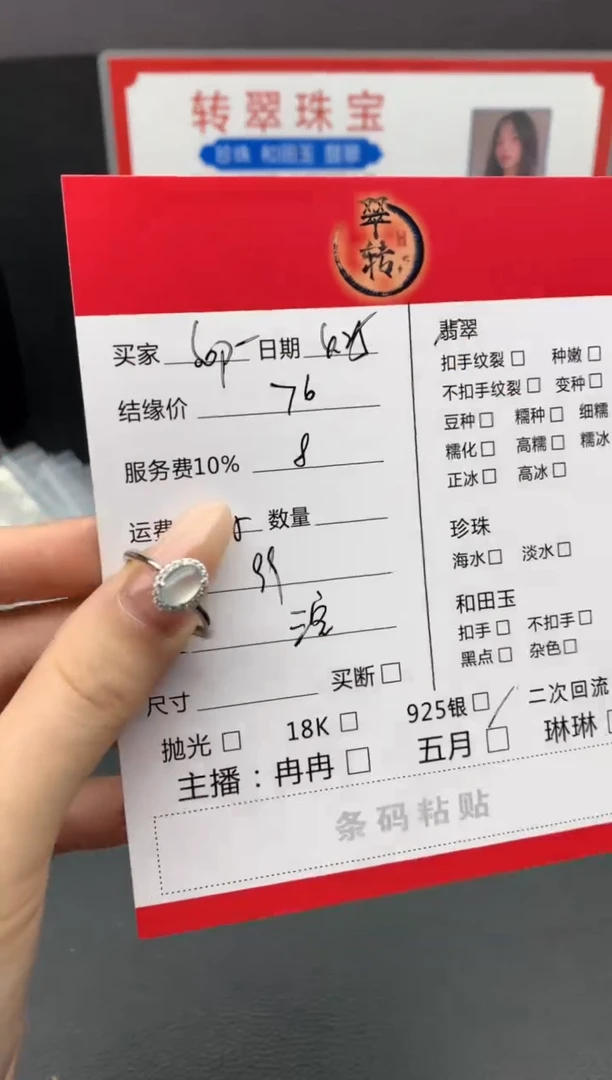 转翠珠宝
珍珠 和田玉 翡翠
翠
转
买家 日期
结缘价 76
服务费10% 8
运费 数量
99
尺寸 买断
抛光 18K 925银 二次回流
主播：冉冉 五月 琳琳
条码粘贴
翡翠
扣手纹裂 种嫩
不扣手纹裂 变种
豆种 糯种 细糯
糯化 高糯 糯冰
正冰 高冰
珍珠
海水 淡水
和田玉
扣手 不扣手
黑点 杂色